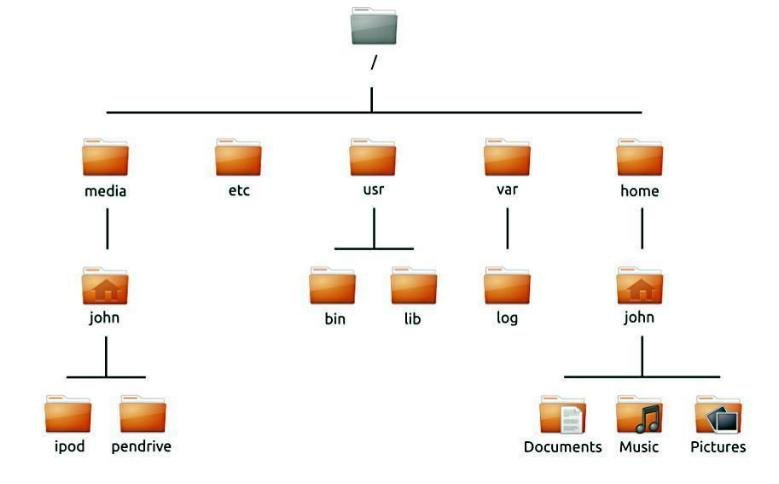 /
media etc usr var home
john bin lib log john
ipod pendrive Documents Music Pictures